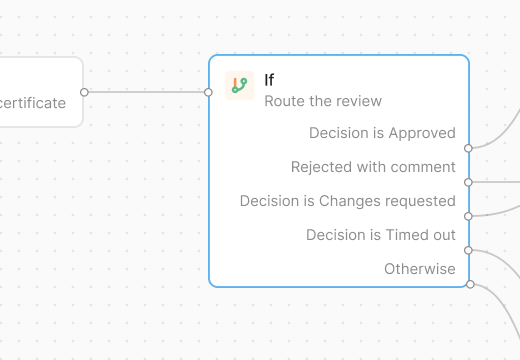 certificate
If
Route the review
Decision is Approved
Rejected with comment
Decision is Changes requested
Decision is Timed out
Otherwise